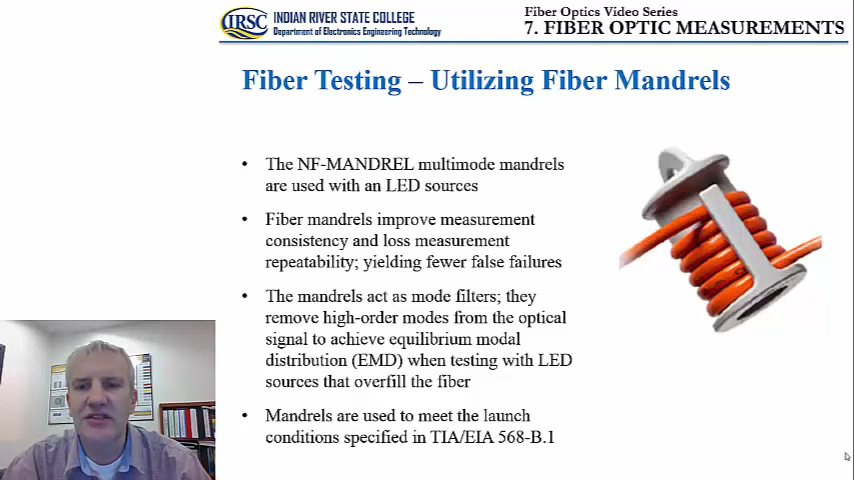 IRSC
INDIAN RIVER STATE COLLEGE
Department of Electronics Engineering Technology
Fiber Optics Video Series
7. FIBER OPTIC MEASUREMENTS
Fiber Testing – Utilizing Fiber Mandrels
• The NF-MANDREL multimode mandrels
are used with an LED sources
• Fiber mandrels improve measurement
consistency and loss measurement
repeatability; yielding fewer false failures
• The mandrels act as mode filters; they
remove high-order modes from the optical
signal to achieve equilibrium modal
distribution (EMD) when testing with LED
sources that overfill the fiber
• Mandrels are used to meet the launch
conditions specified in TIA/EIA 568-B.1